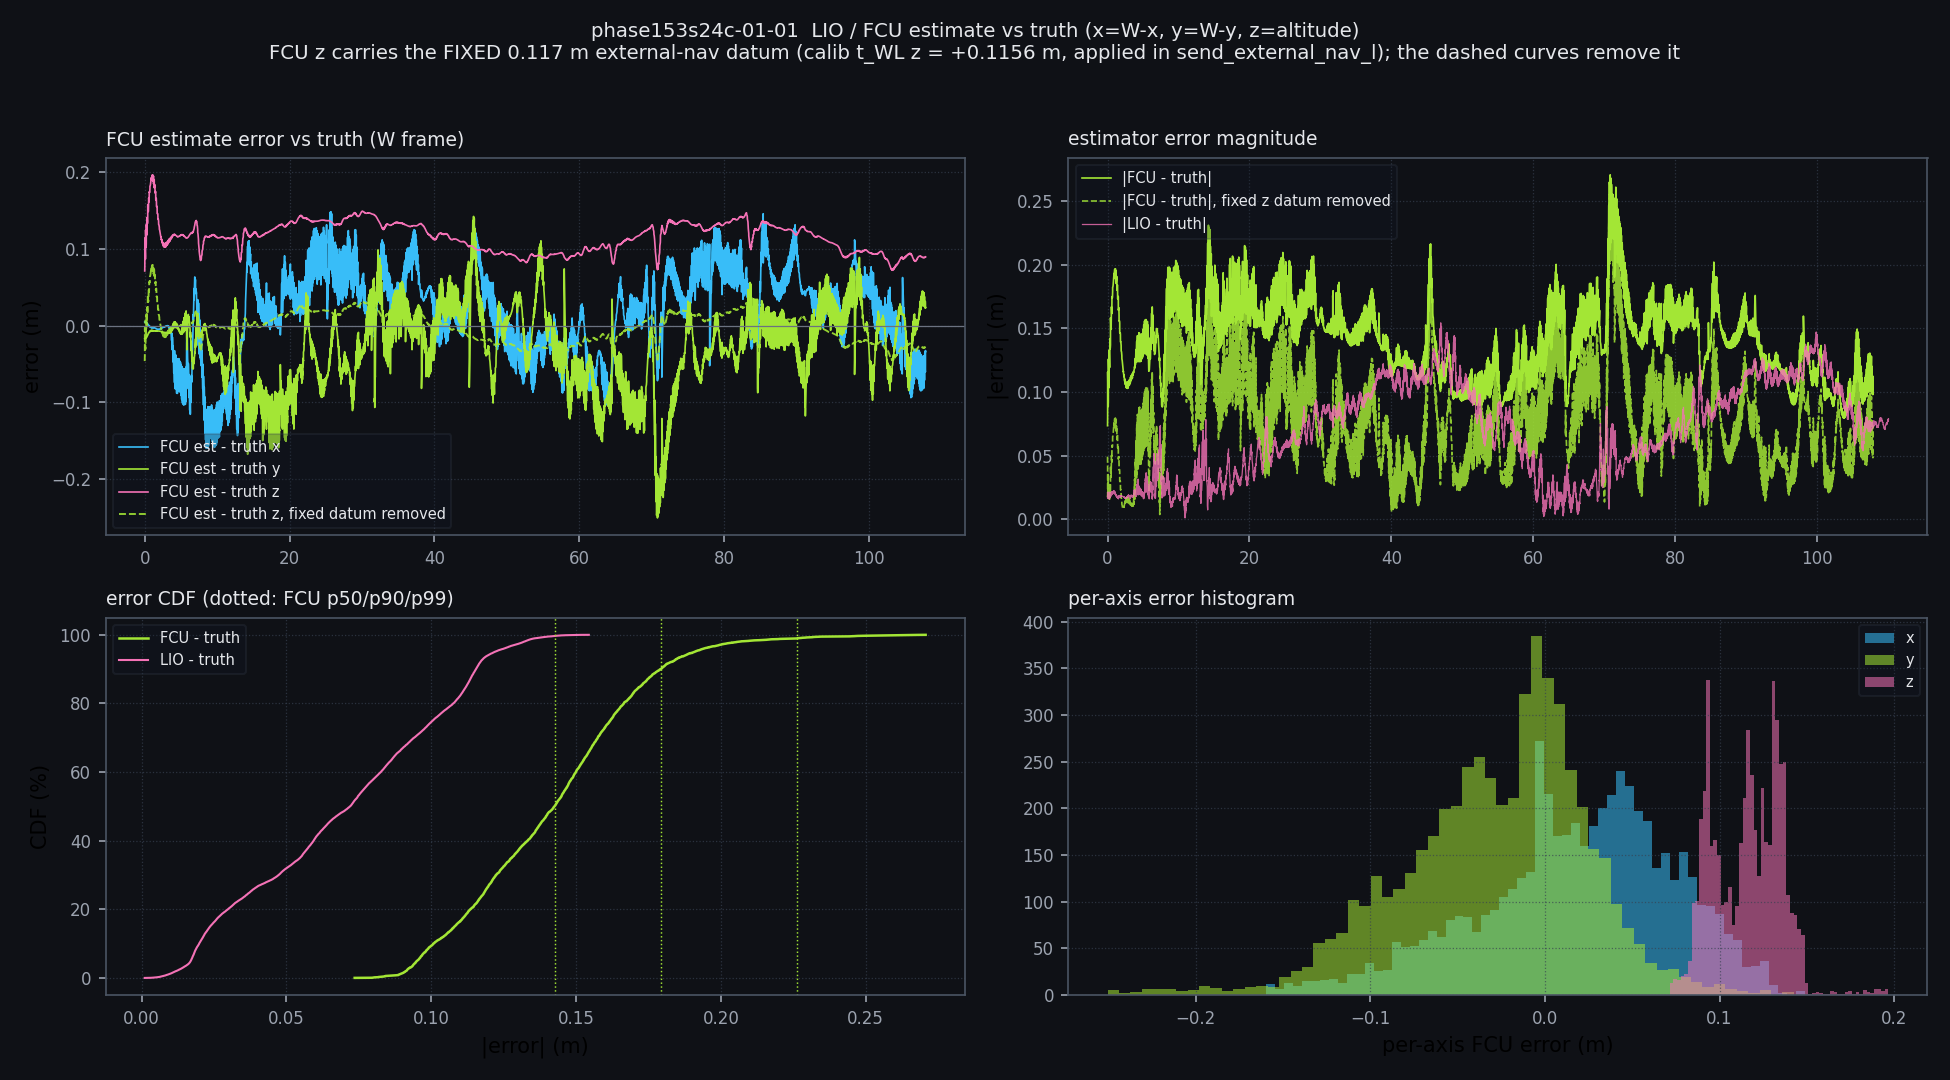 phase153s24c-01-01  LIO / FCU estimate vs truth (x=W-x, y=W-y, z=altitude)
FCU z carries the FIXED 0.117 m external-nav datum (calib t_WL z = +0.1156 m, applied in send_external_nav_l); the dashed curves remove it
FCU estimate error vs truth (W frame)
error (m)
0.2
0.1
0.0
−0.1
−0.2
FCU est - truth x
FCU est - truth y
FCU est - truth z
FCU est - truth z, fixed datum removed
0 20 40 60 80 100
estimator error magnitude
|error| (m)
0.25
0.20
0.15
0.10
0.05
0.00
|FCU - truth|
|FCU - truth|, fixed z datum removed
|LIO - truth|
0 20 40 60 80 100
error CDF (dotted: FCU p50/p90/p99)
CDF (%)
100
80
60
40
20
0
FCU - truth
LIO - truth
0.00 0.05 0.10 0.15 0.20 0.25
|error| (m)
per-axis error histogram
400
350
300
250
200
150
100
50
0
x
y
z
−0.2 −0.1 0.0 0.1 0.2
per-axis FCU error (m)